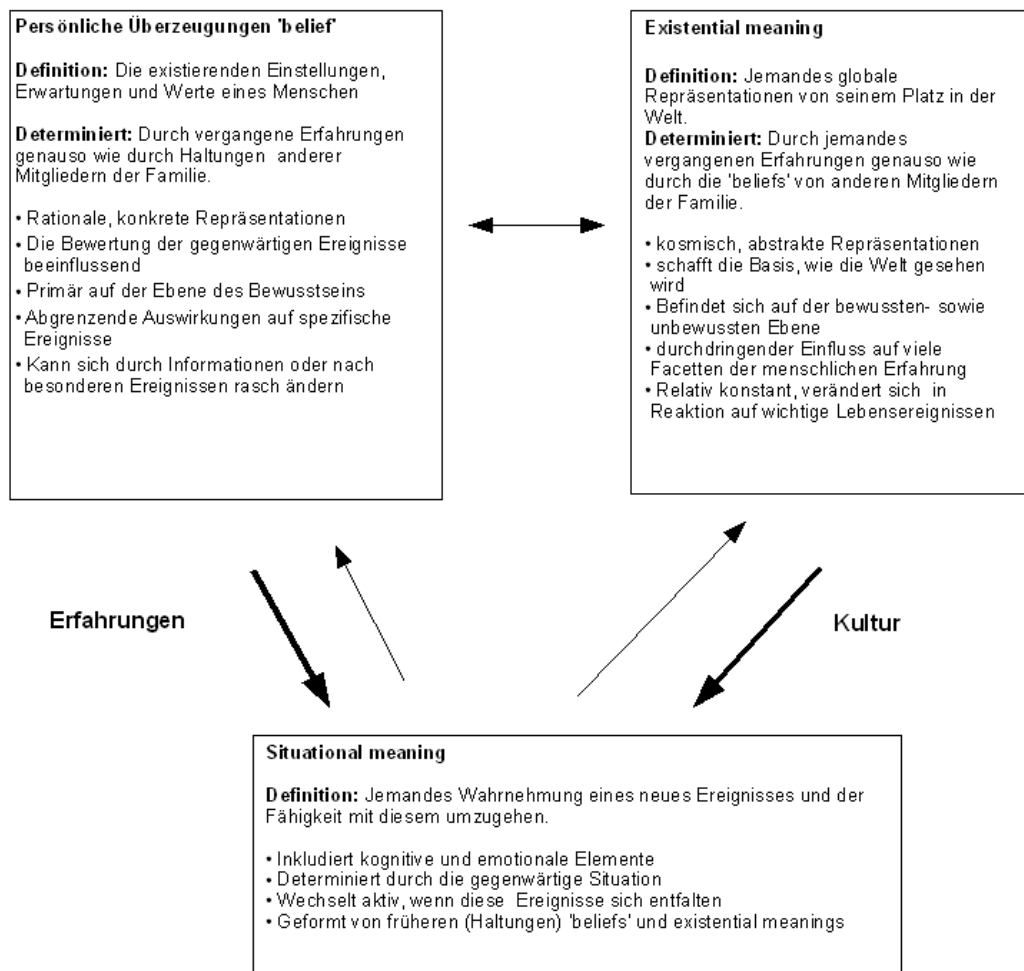 Persönliche Überzeugungen 'belief'
Definition: Die existierenden Einstellungen,
Erwartungen und Werte eines Menschen
Determiniert: Durch vergangene Erfahrungen
genauso wie durch Haltungen anderer
Mitgliedern der Familie.
• Rationale, konkrete Repräsentationen
• Die Bewertung der gegenwärtigen Ereignisse
beeinflussend
• Primär auf der Ebene des Bewusstseins
• Abgrenzende Auswirkungen auf spezifische
Ereignisse
• Kann sich durch Informationen oder nach
besonderen Ereignissen rasch ändern
Existential meaning
Definition: Jemandes globale
Repräsentationen von seinem Platz in der
Welt.
Determiniert: Durch jemandes
vergangenen Erfahrungen genauso wie
durch die 'beliefs' von anderen Mitgliedern
der Familie.
• kosmisch, abstrakte Repräsentationen
• schafft die Basis, wie die Welt gesehen
wird
• Befindet sich auf der bewussten- sowie
unbewussten Ebene
• durchdringender Einfluss auf viele
Facetten der menschlichen Erfahrung
• Relativ konstant, verändert sich in
Reaktion auf wichtige Lebensereignissen
Erfahrungen
Kultur
Situational meaning
Definition: Jemandes Wahrnehmung eines neues Ereignisses und der
Fähigkeit mit diesem umzugehen.
• Inkludiert kognitive und emotionale Elemente
• Determiniert durch die gegenwärtige Situation
• Wechselt aktiv, wenn diese Ereignisse sich entfalten
• Geformt von früheren (Haltungen) 'beliefs' und existential meanings